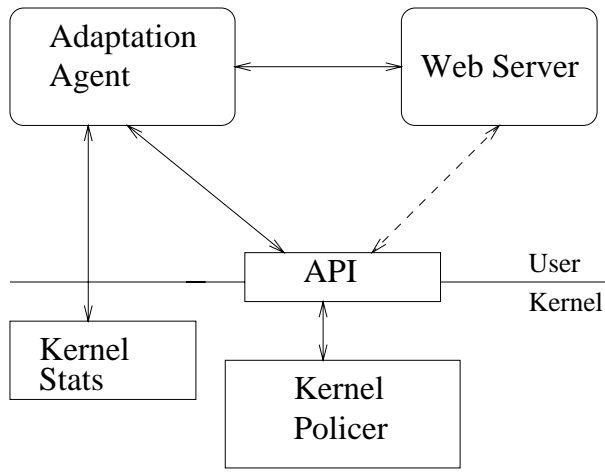 Adaptation
Agent
Web Server
API
User
Kernel
Kernel
Stats
Kernel
Policer